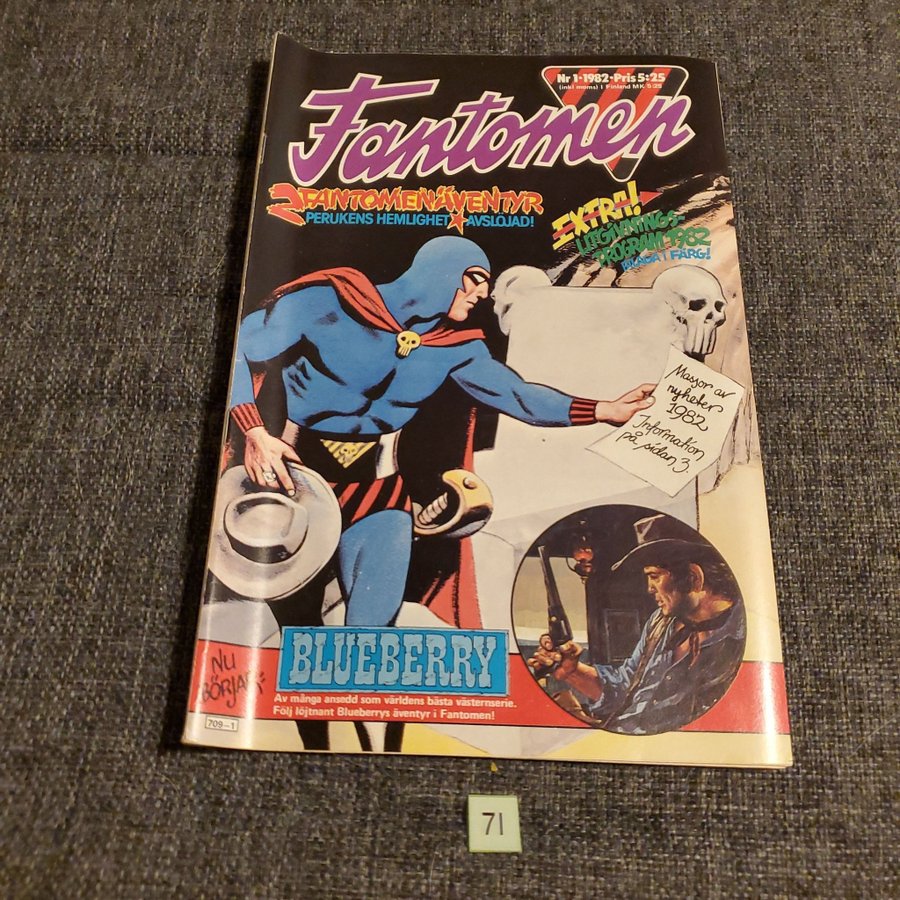 Nr 1·1982·Pris 5:25
(inkl moms) I Finland MK 5:25
Fantomen
2 FANTOMENÄVENTYR
PERUKENS HEMLIGHET AVSLÖJAD!
EXTRA!
UTGIVNINGS-
PROGRAM 1982
BLADA I FÄRG!
Massor av
nyheter
1982
Information
på sidan 3.
NU
BÖRJAR:
BLUEBERRY
Av många ansedd som världens bästa västernserie.
Följ löjtnant Blueberrys äventyr i Fantomen!
709-1
71